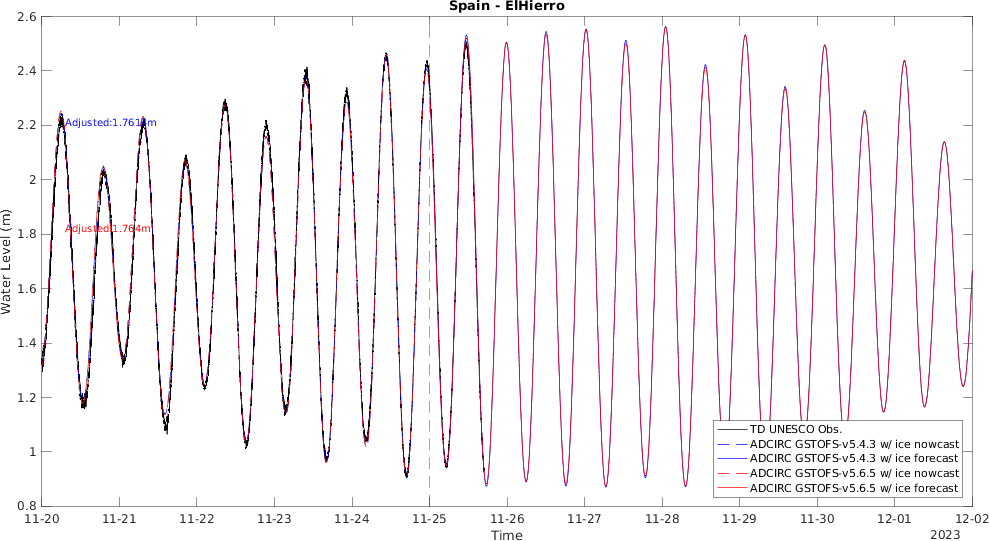 Spain - ElHierro
2.6
2.4
2.2
2
1.8
1.6
1.4
1.2
1
0.8
Water Level (m)
Adjusted:1.761m
Adjusted:1.764m
TD UNESCO Obs.
ADCIRC GSTOFS-v5.4.3 w/ ice nowcast
ADCIRC GSTOFS-v5.4.3 w/ ice forecast
ADCIRC GSTOFS-v5.6.5 w/ ice nowcast
ADCIRC GSTOFS-v5.6.5 w/ ice forecast
11-20 11-21 11-22 11-23 11-24 11-25 11-26 11-27 11-28 11-29 11-30 12-01 12-02
Time
2023